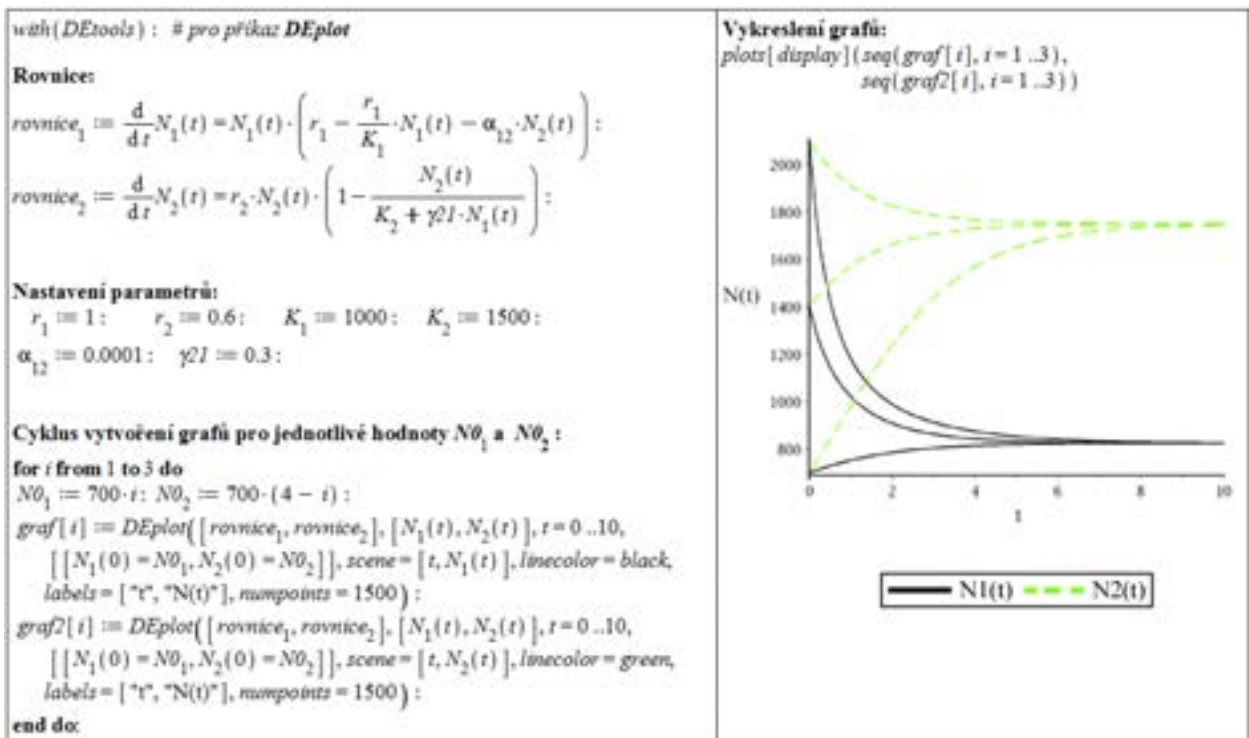 with(DEtools) : # pro příkaz DEplot
Rovnice:
rovnice₁ := d/dt N₁(t) = N₁(t)·(r₁ − r₁/K₁·N₁(t) − α₁₂·N₂(t)) :
rovnice₂ := d/dt N₂(t) = r₂·N₂(t)·(1 − N₂(t)/(K₂ + γ21·N₁(t))) :
Nastavení parametrů:
r₁ := 1 : r₂ := 0.6 : K₁ := 1000 : K₂ := 1500 :
α₁₂ := 0.0001 : γ21 := 0.3 :
Cyklus vytvoření grafů pro jednotlivé hodnoty N0₁ a N0₂ :
for i from 1 to 3 do
N0₁ := 700·i : N0₂ := 700·(4 − i) :
graf[i] := DEplot([rovnice₁, rovnice₂], [N₁(t), N₂(t)], t = 0 ..10,
[[N₁(0) = N0₁, N₂(0) = N0₂]], scene = [t, N₁(t)], linecolor = black,
labels = ["t", "N(t)"], numpoints = 1500) :
graf2[i] := DEplot([rovnice₁, rovnice₂], [N₁(t), N₂(t)], t = 0 ..10,
[[N₁(0) = N0₁, N₂(0) = N0₂]], scene = [t, N₂(t)], linecolor = green,
labels = ["t", "N(t)"], numpoints = 1500) :
end do:
Vykreslení grafů:
plots[display](seq(graf[i], i = 1 ..3),
seq(graf2[i], i = 1 ..3))
2000
1800
1600
N(t)
1400
1200
1000
800
0 2 4 6 8 10
t
N1(t) N2(t)